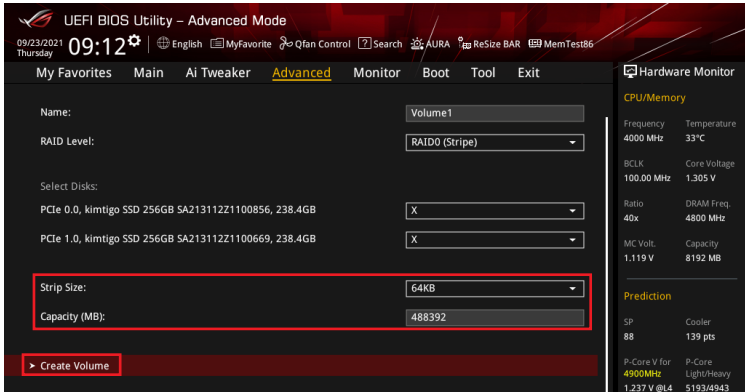 UEFI BIOS Utility – Advanced Mode
09/23/2021 Thursday 09:12 English MyFavorite Qfan Control ? Search AURA ReSize BAR MemTest86
My Favorites Main Ai Tweaker Advanced Monitor Boot Tool Exit
Hardware Monitor
Name: Volume1
RAID Level: RAID0 (Stripe)
Select Disks:
PCIe 0.0, kimtigo SSD 256GB SA213112Z1100856, 238.4GB X
PCIe 1.0, kimtigo SSD 256GB SA213112Z1100669, 238.4GB X
Strip Size: 64KB
Capacity (MB): 488392
> Create Volume
CPU/Memory
Frequency Temperature
4000 MHz 33°C
BCLK Core Voltage
100.00 MHz 1.305 V
Ratio DRAM Freq.
40x 4800 MHz
MC Volt. Capacity
1.119 V 8192 MB
Prediction
SP Cooler
88 139 pts
P-Core V for P-Core
4900MHz Light/Heavy
1.237 V @L4 5193/4943